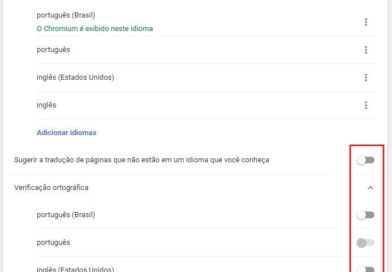 português (Brasil)
O Chromium é exibido neste idioma
português
inglês (Estados Unidos)
inglês
Adicionar idiomas
Sugerir a tradução de páginas que não estão em um idioma que você conheça
Verificação ortográfica
português (Brasil)
português
inglês (Estados Unidos)